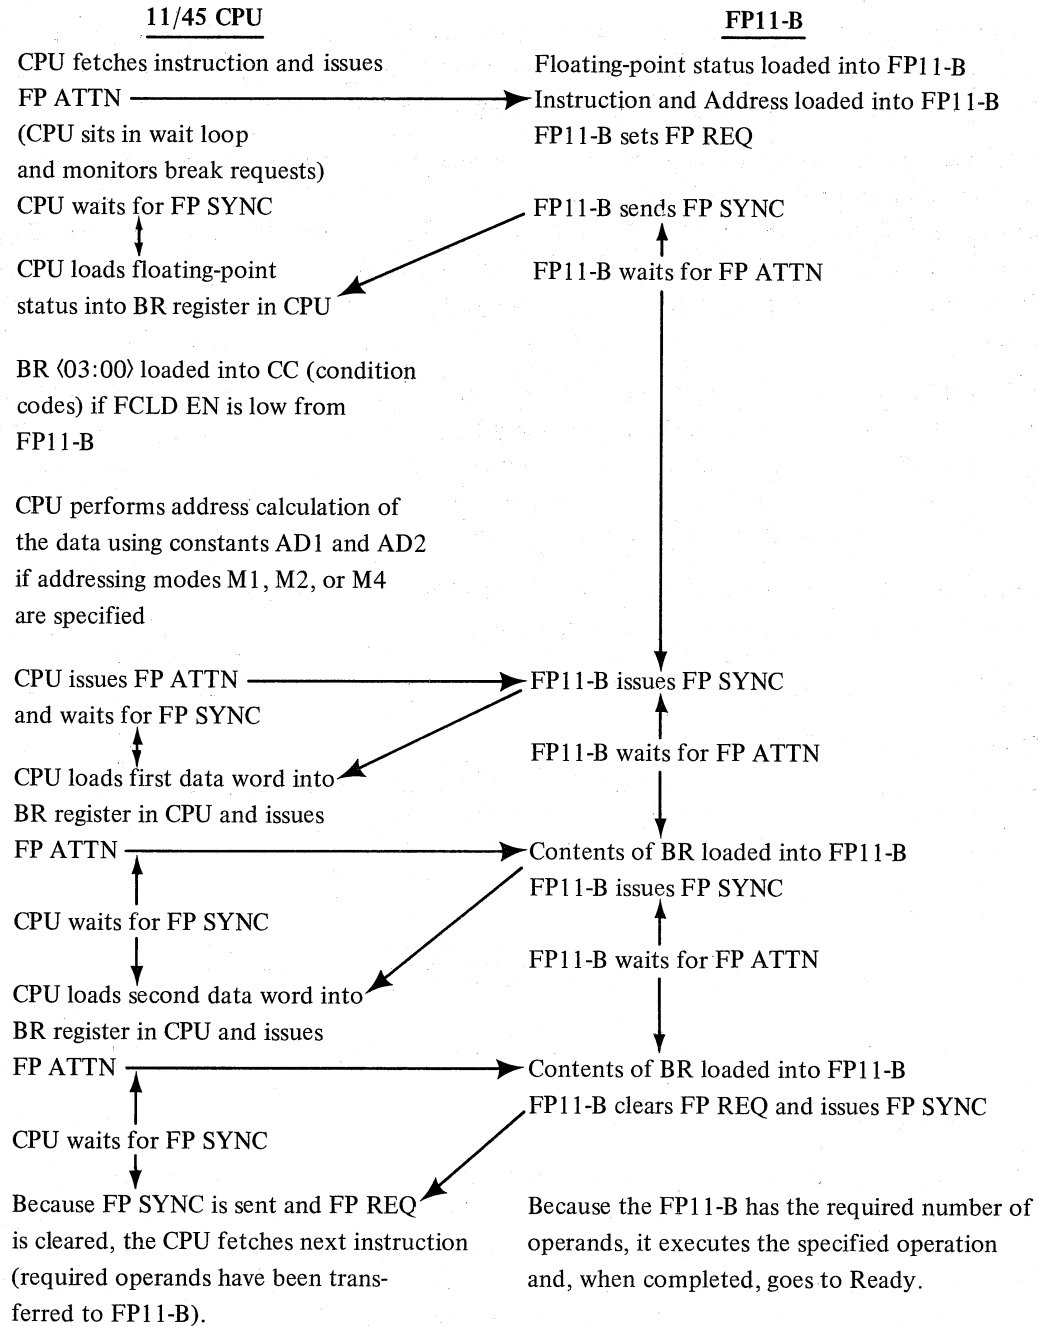 11/45 CPU
CPU fetches instruction and issues
FP ATTN
(CPU sits in wait loop
and monitors break requests)
CPU waits for FP SYNC
CPU loads floating-point
status into BR register in CPU
BR ⟨03:00⟩ loaded into CC (condition
codes) if FCLD EN is low from
FP11-B
CPU performs address calculation of
the data using constants AD1 and AD2
if addressing modes M1, M2, or M4
are specified
CPU issues FP ATTN
and waits for FP SYNC
CPU loads first data word into
BR register in CPU and issues
FP ATTN
CPU waits for FP SYNC
CPU loads second data word into
BR register in CPU and issues
FP ATTN
CPU waits for FP SYNC
Because FP SYNC is sent and FP REQ
is cleared, the CPU fetches next instruction
(required operands have been trans-
ferred to FP11-B).
FP11-B
Floating-point status loaded into FP11-B
Instruction and Address loaded into FP11-B
FP11-B sets FP REQ
FP11-B sends FP SYNC
FP11-B waits for FP ATTN
FP11-B issues FP SYNC
FP11-B waits for FP ATTN
Contents of BR loaded into FP11-B
FP11-B issues FP SYNC
FP11-B waits for FP ATTN
Contents of BR loaded into FP11-B
FP11-B clears FP REQ and issues FP SYNC
Because the FP11-B has the required number of
operands, it executes the specified operation
and, when completed, goes to Ready.